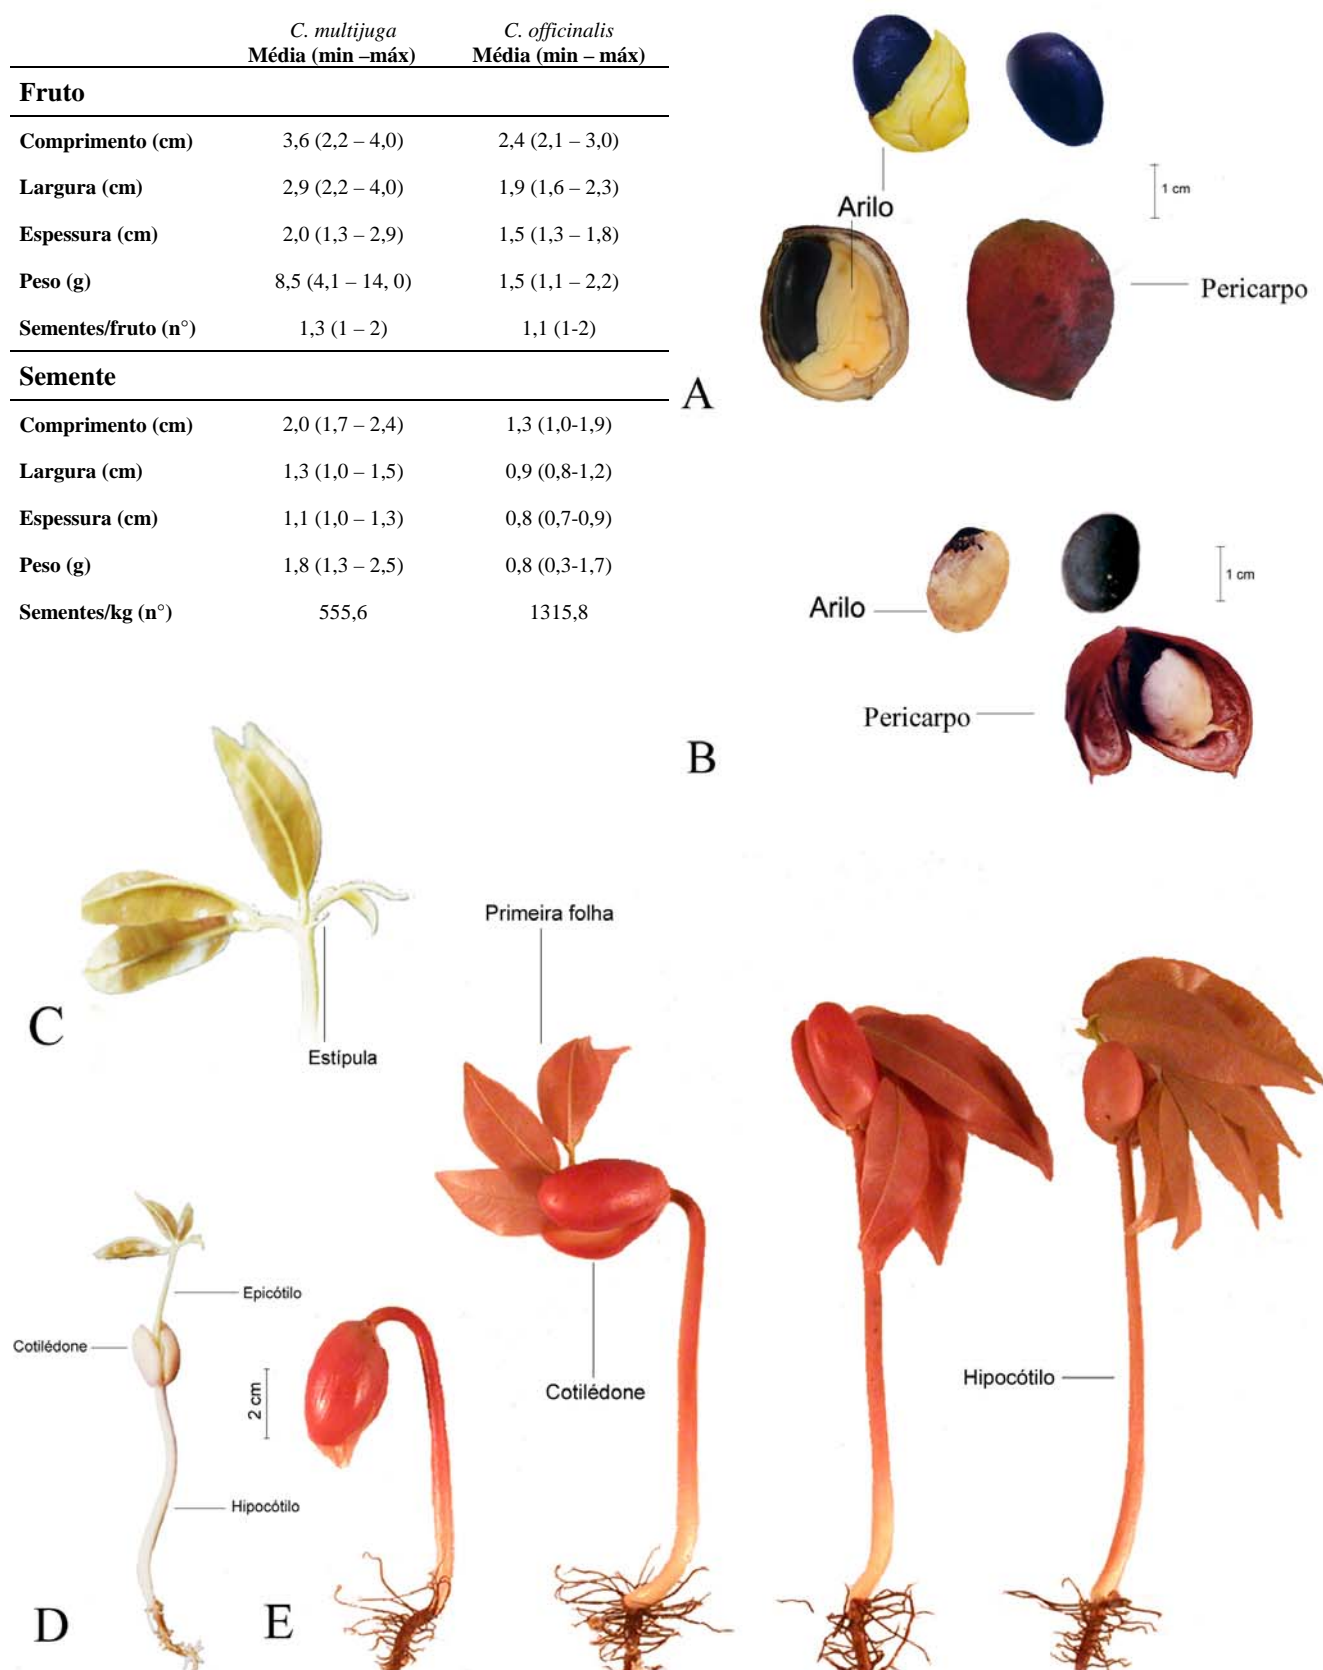 C. multijuga C. officinalis
Média (min –máx) Média (min – máx)
Fruto
Comprimento (cm) 3,6 (2,2 – 4,0) 2,4 (2,1 – 3,0)
Largura (cm) 2,9 (2,2 – 4,0) 1,9 (1,6 – 2,3)
Espessura (cm) 2,0 (1,3 – 2,9) 1,5 (1,3 – 1,8)
Peso (g) 8,5 (4,1 – 14, 0) 1,5 (1,1 – 2,2)
Sementes/fruto (n°) 1,3 (1 – 2) 1,1 (1-2)
Semente
Comprimento (cm) 2,0 (1,7 – 2,4) 1,3 (1,0-1,9)
Largura (cm) 1,3 (1,0 – 1,5) 0,9 (0,8-1,2)
Espessura (cm) 1,1 (1,0 – 1,3) 0,8 (0,7-0,9)
Peso (g) 1,8 (1,3 – 2,5) 0,8 (0,3-1,7)
Sementes/kg (n°) 555,6 1315,8
1 cm
Arilo
Pericarpo
A
1 cm
Arilo
Pericarpo
B
C
Estípula
Primeira folha
Epicótilo
Cotilédone
2 cm
Cotilédone
Hipocótilo
Hipocótilo
D
E